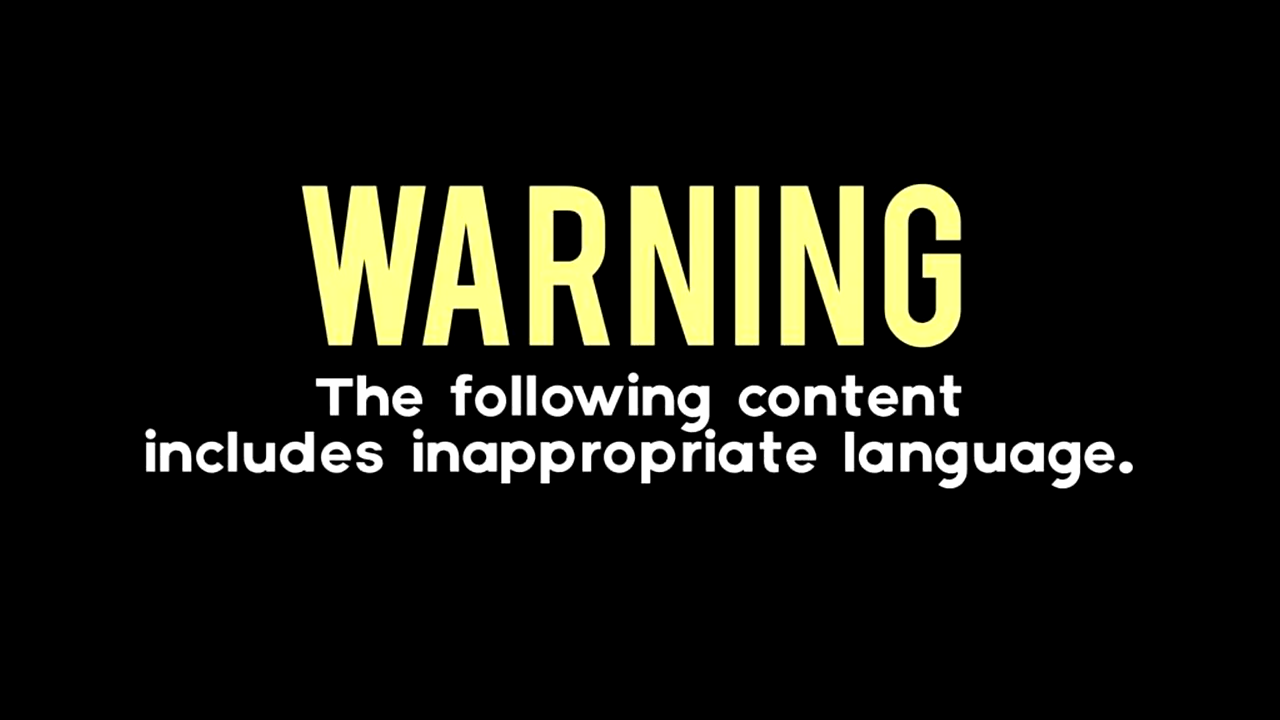 WARNING
The following content
includes inappropriate language.